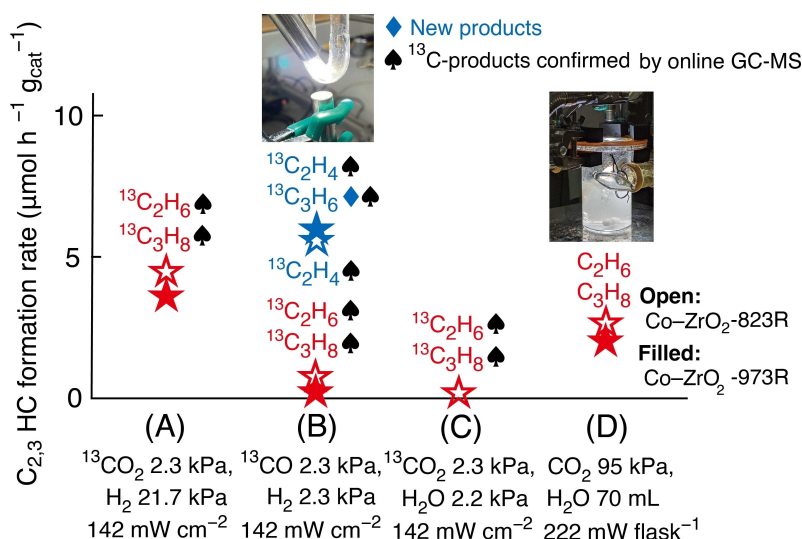 New products
¹³C-products confirmed by online GC-MS
C₂,₃ HC formation rate (µmol h⁻¹ g_cat⁻¹)
10
5
0
¹³C₂H₆
¹³C₃H₈
¹³C₂H₄
¹³C₃H₆
¹³C₂H₄
¹³C₂H₆
¹³C₃H₈
¹³C₂H₆
¹³C₃H₈
C₂H₆
C₃H₈
Open:
Co–ZrO₂-823R
Filled:
Co–ZrO₂ -973R
(A)
¹³CO₂ 2.3 kPa,
H₂ 21.7 kPa
142 mW cm⁻²
(B)
¹³CO 2.3 kPa,
H₂ 2.3 kPa
142 mW cm⁻²
(C)
¹³CO₂ 2.3 kPa,
H₂O 2.2 kPa
142 mW cm⁻²
(D)
CO₂ 95 kPa,
H₂O 70 mL
222 mW flask⁻¹